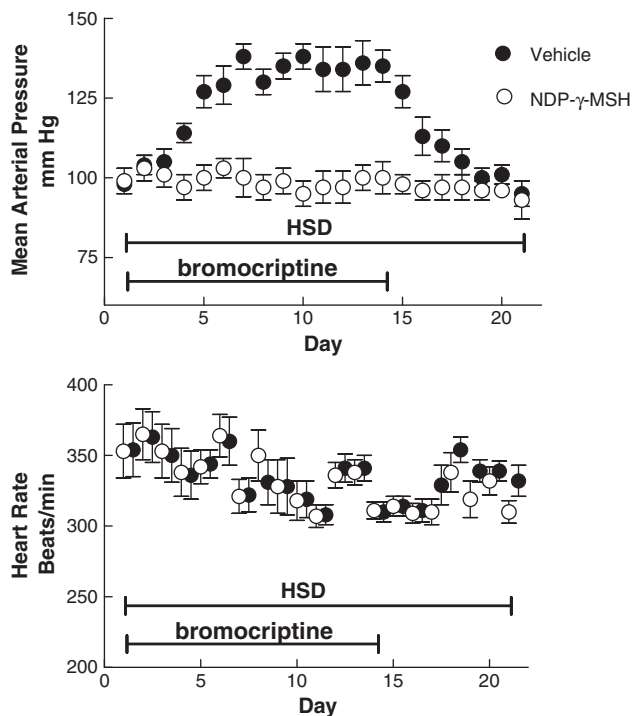 150
125
100
75
Mean Arterial Pressure
mm Hg
Vehicle
NDP-γ-MSH
HSD
bromocriptine
0 5 10 15 20
Day
400
350
300
250
200
Heart Rate
Beats/min
HSD
bromocriptine
0 5 10 15 20
Day